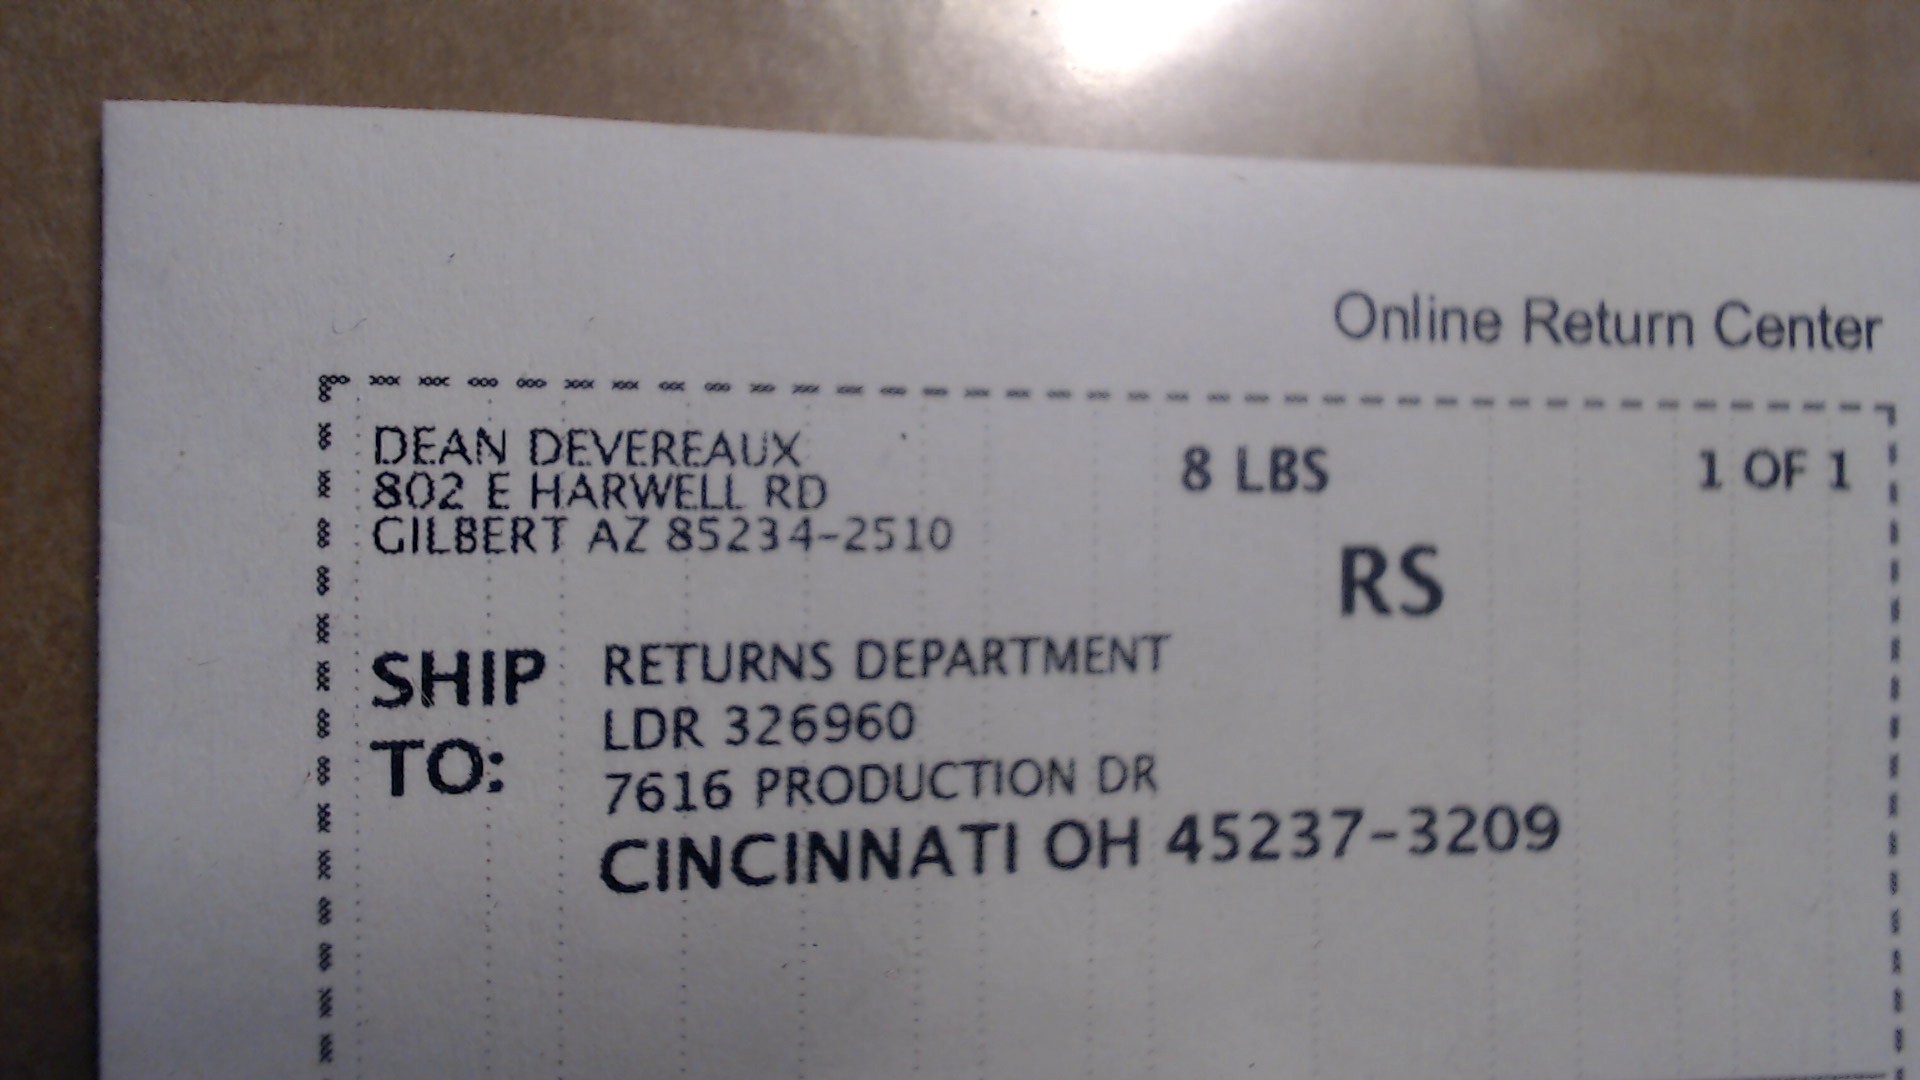 Online Return Center
DEAN DEVEREAUX
802 E HARWELL RD
GILBERT AZ 85234-2510
8 LBS
1 OF 1
RS
SHIP
TO:
RETURNS DEPARTMENT
LDR 326960
7616 PRODUCTION DR
CINCINNATI OH 45237-3209